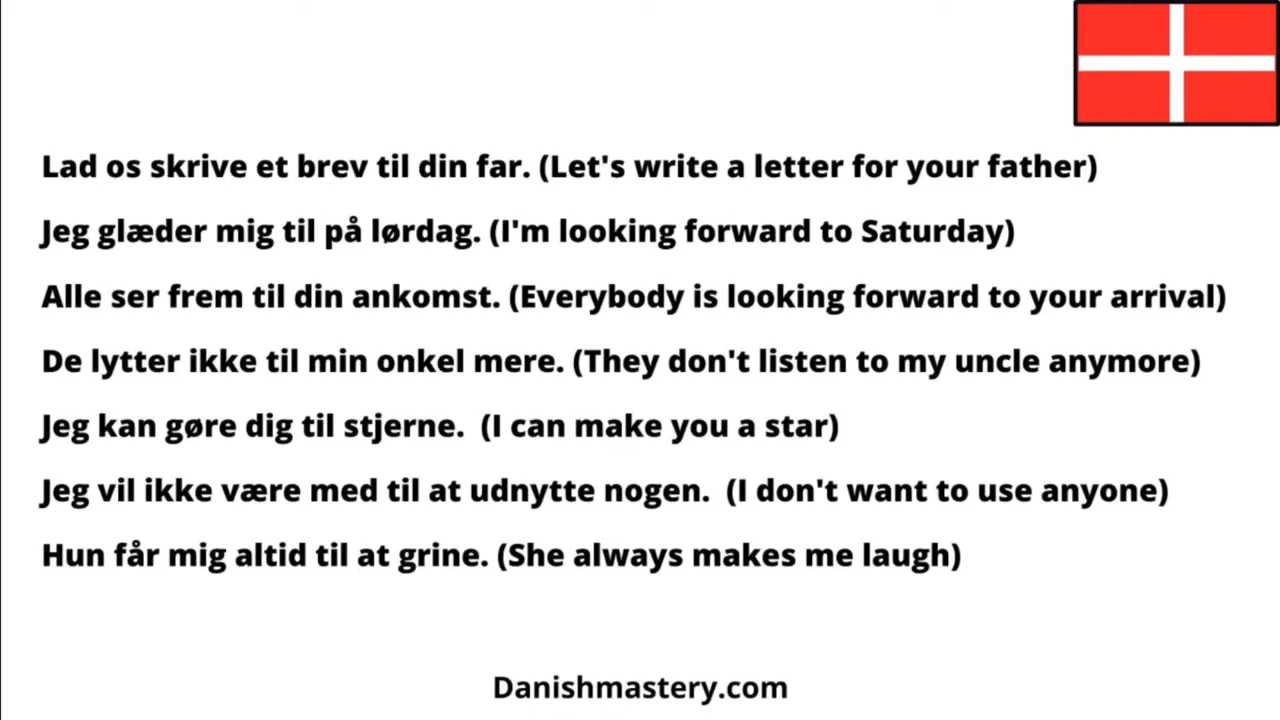 Lad os skrive et brev til din far. (Let's write a letter for your father)
Jeg glæder mig til på lørdag. (I'm looking forward to Saturday)
Alle ser frem til din ankomst. (Everybody is looking forward to your arrival)
De lytter ikke til min onkel mere. (They don't listen to my uncle anymore)
Jeg kan gøre dig til stjerne.  (I can make you a star)
Jeg vil ikke være med til at udnytte nogen.  (I don't want to use anyone)
Hun får mig altid til at grine. (She always makes me laugh)
Danishmastery.com